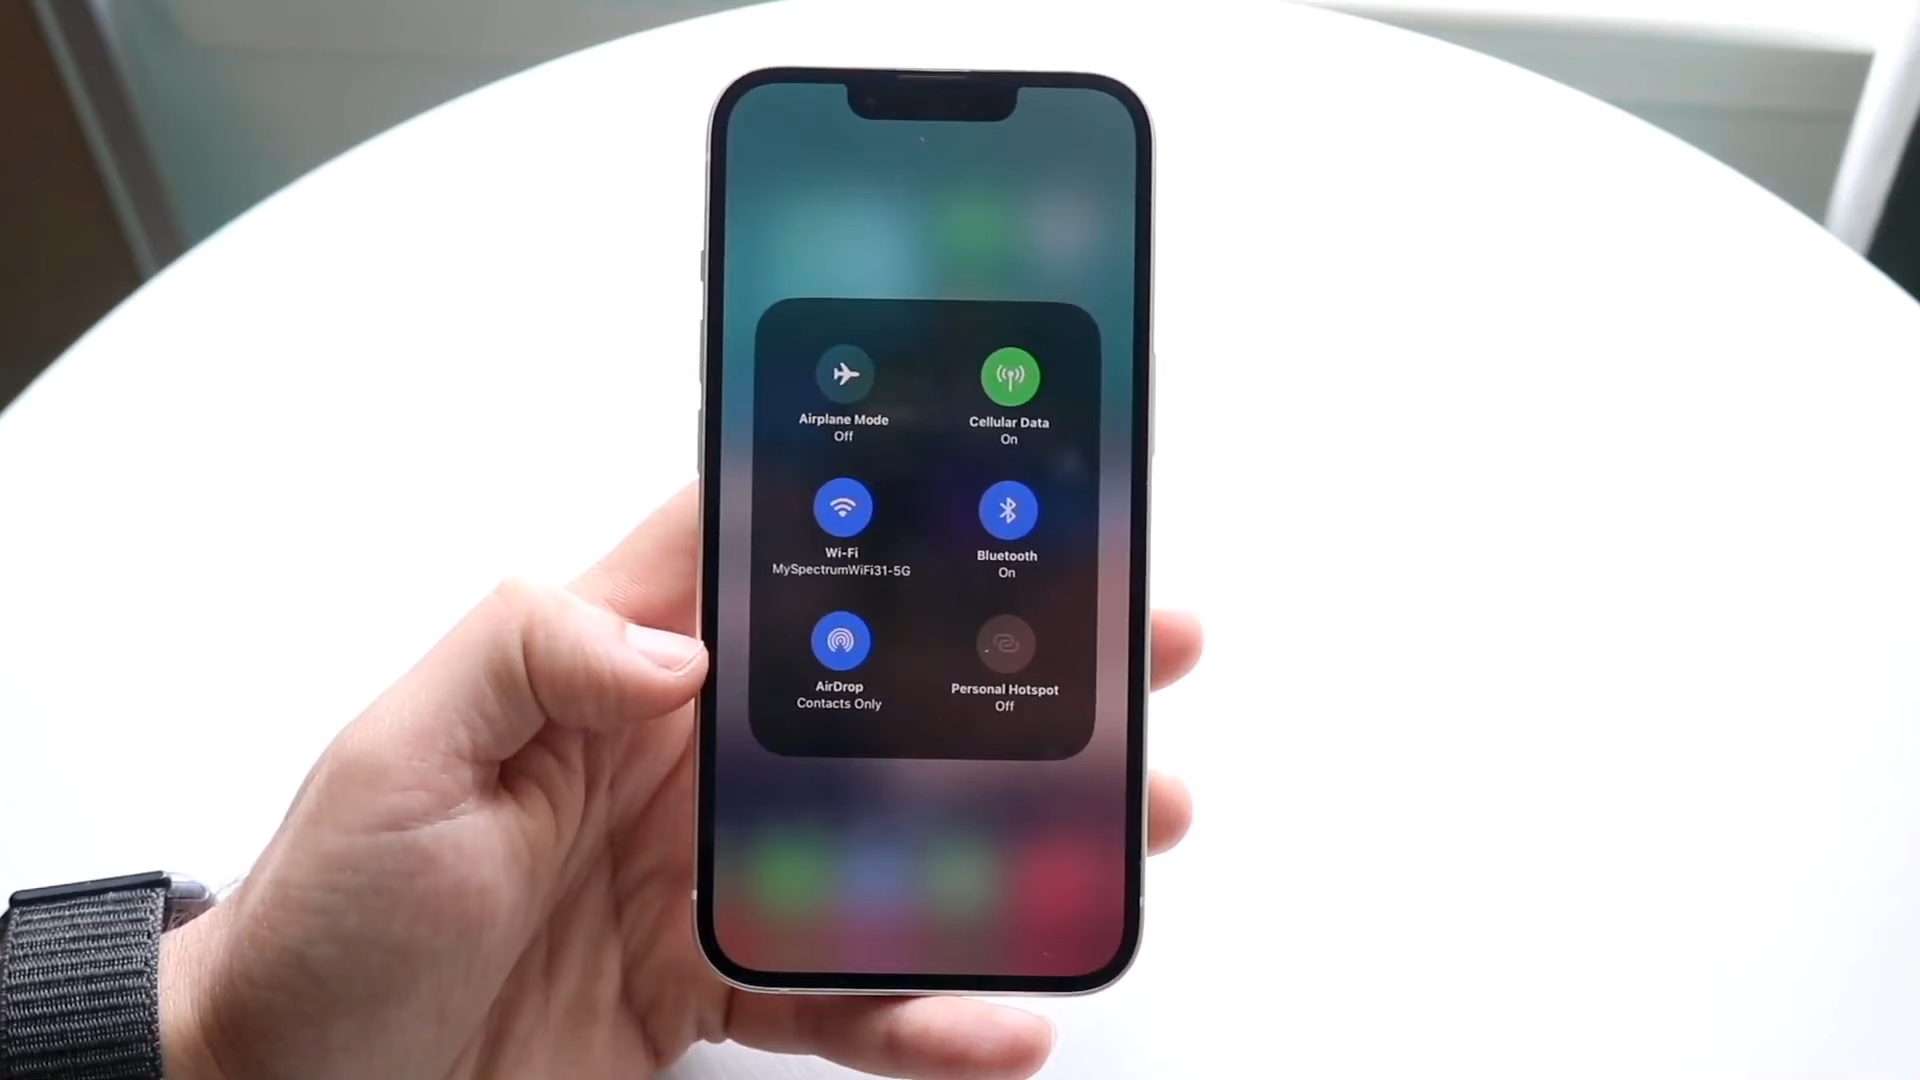 Airplane Mode
Off
Cellular Data
On
Wi-Fi
MySpectrumWiFi31-5G
Bluetooth
On
AirDrop
Contacts Only
Personal Hotspot
Off